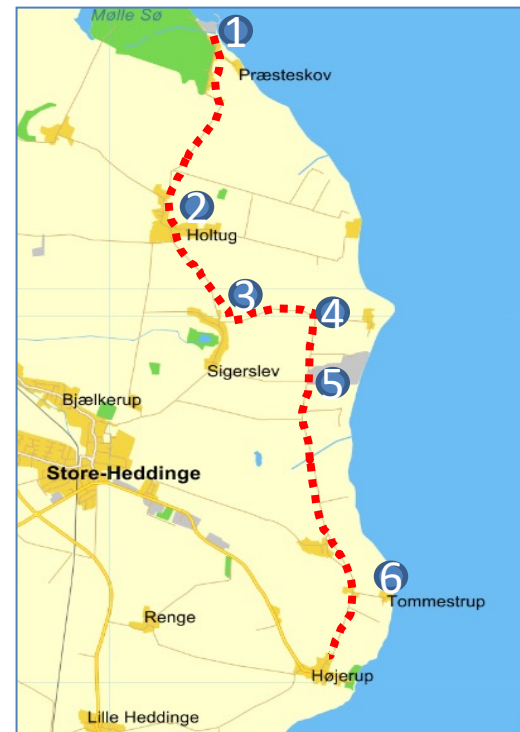 Mølle Sø
1
Præsteskov
2
Holtug
3
4
Sigerslev
5
Bjælkerup
Store-Heddinge
6
Tommestrup
Renge
Højerup
Lille Heddinge